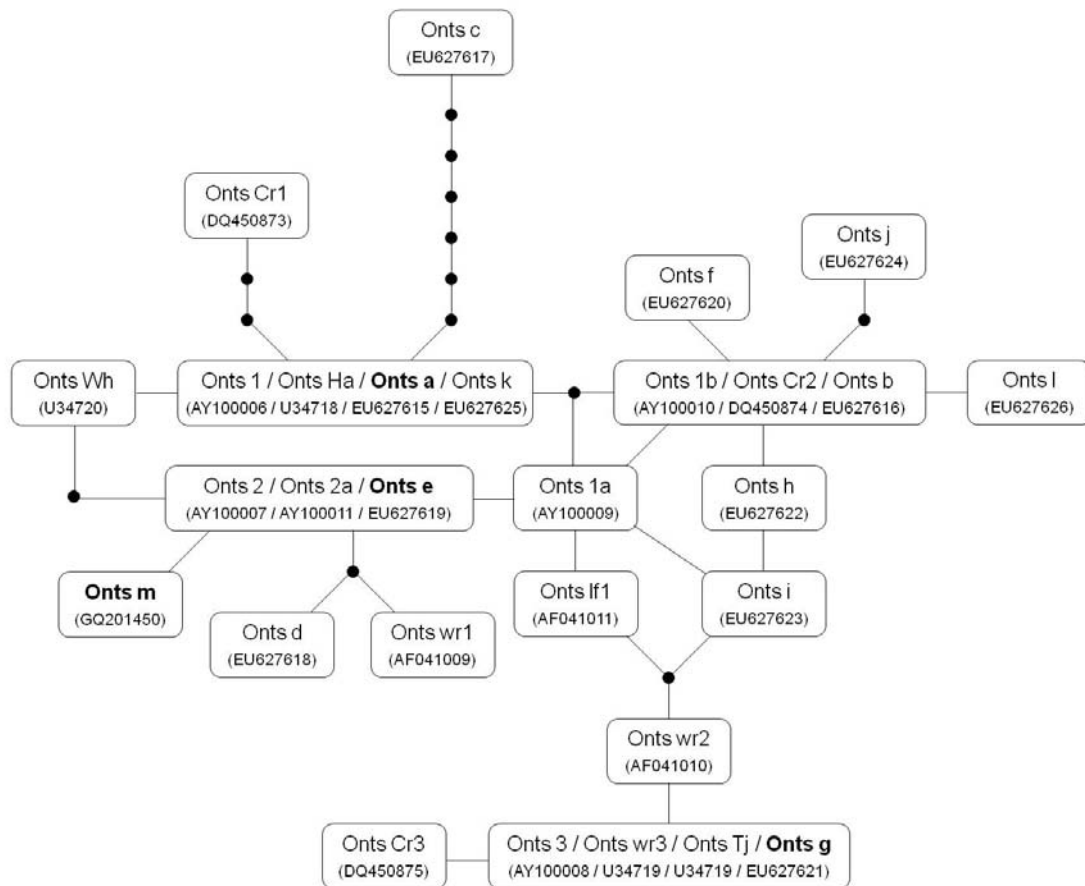 Onts c
(EU627617)
Onts Cr1
(DQ450873)
Onts j
(EU627624)
Onts f
(EU627620)
Onts Wh
(U34720)
Onts 1 / Onts Ha / Onts a / Onts k
(AY100006 / U34718 / EU627615 / EU627625)
Onts 1b / Onts Cr2 / Onts b
(AY100010 / DQ450874 / EU627616)
Onts l
(EU627626)
Onts 2 / Onts 2a / Onts e
(AY100007 / AY100011 / EU627619)
Onts 1a
(AY100009)
Onts h
(EU627622)
Onts m
(GQ201450)
Onts d
(EU627618)
Onts wr1
(AF041009)
Onts lf1
(AF041011)
Onts i
(EU627623)
Onts wr2
(AF041010)
Onts Cr3
(DQ450875)
Onts 3 / Onts wr3 / Onts Tj / Onts g
(AY100008 / U34719 / U34719 / EU627621)